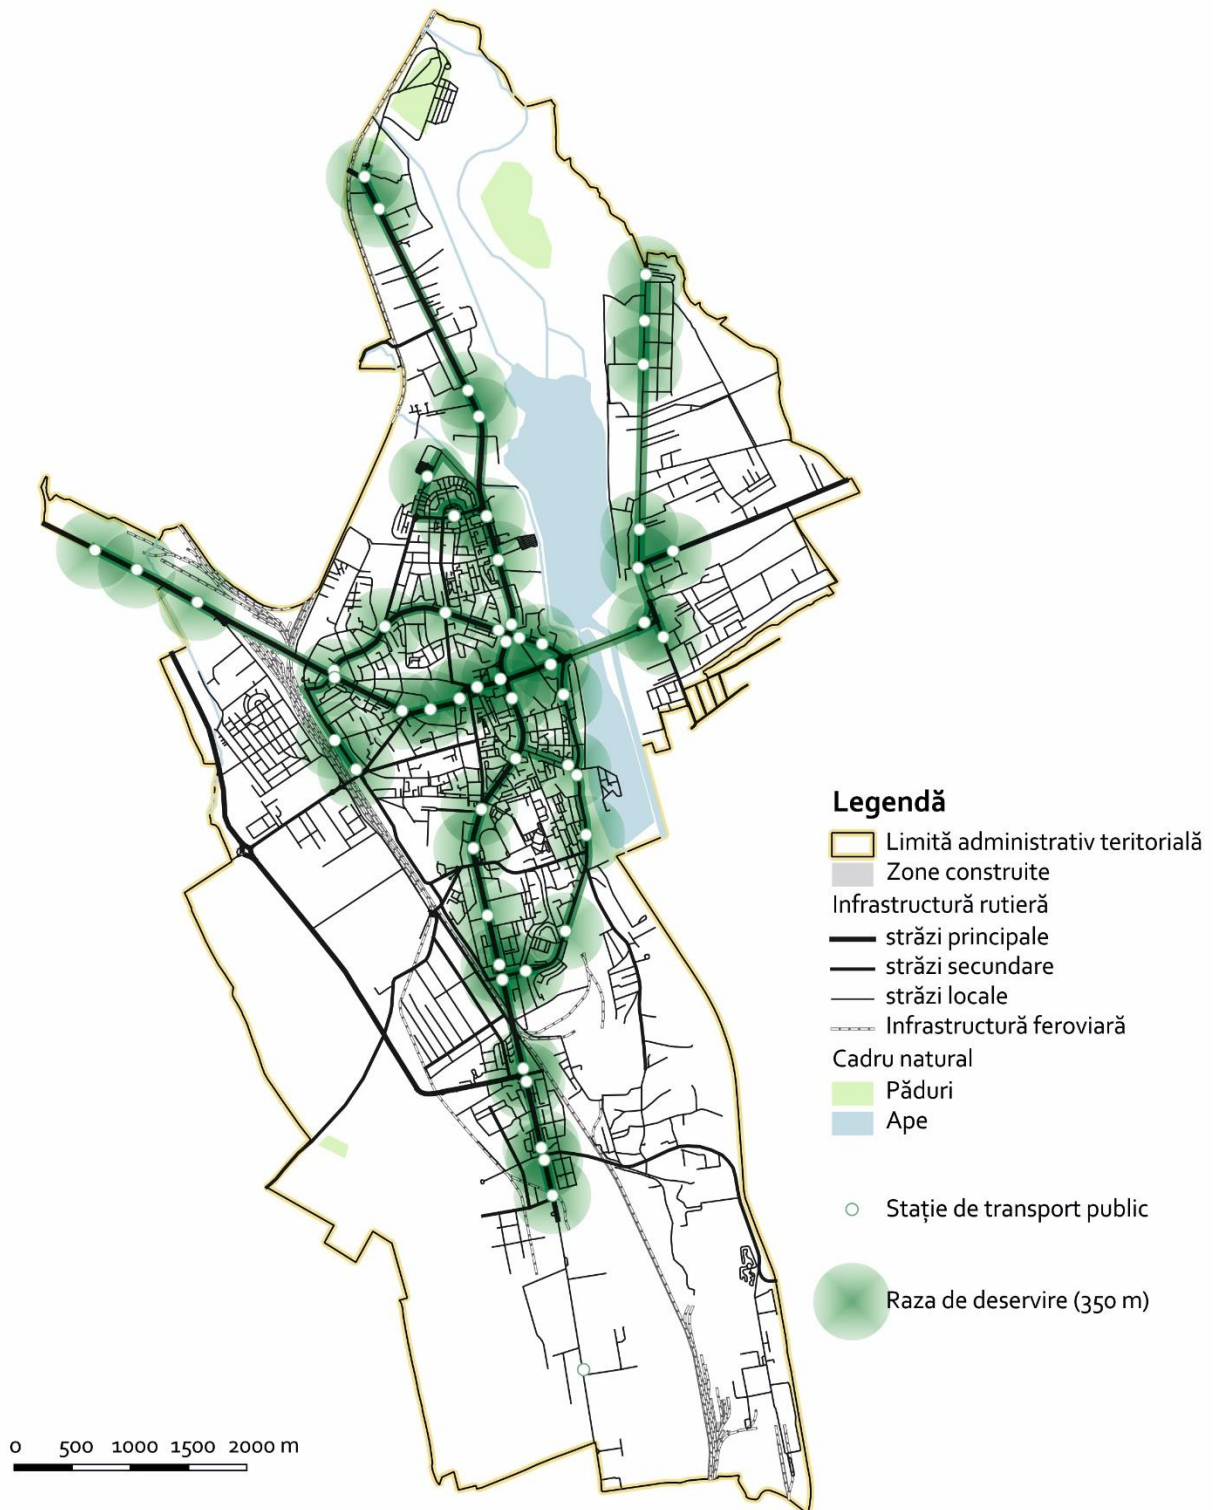 Legendă
Limită administrativ teritorială
Zone construite
Infrastructură rutieră
străzi principale
străzi secundare
străzi locale
Infrastructură feroviară
Cadru natural
Păduri
Ape
Stație de transport public
Raza de deservire (350 m)
0 500 1000 1500 2000 m